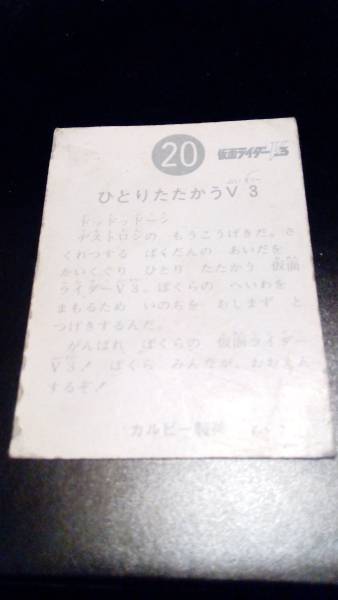 20
仮面ライダーV3
ひとりたたかうV3
ドッドッドーン
デストロンの もうこうげきだ。さ
くれつする ばくだんの あいだを
かいくぐり ひとり たたかう 仮面
ライダーV3。ぼくらの へいわを
まもるため いのちを おしまず と
つげきするんだ。
がんばれ ぼくらの 仮面ライダー
V3！ ぼくら みんなが、おうえん
するぞ！
カルビー製菓